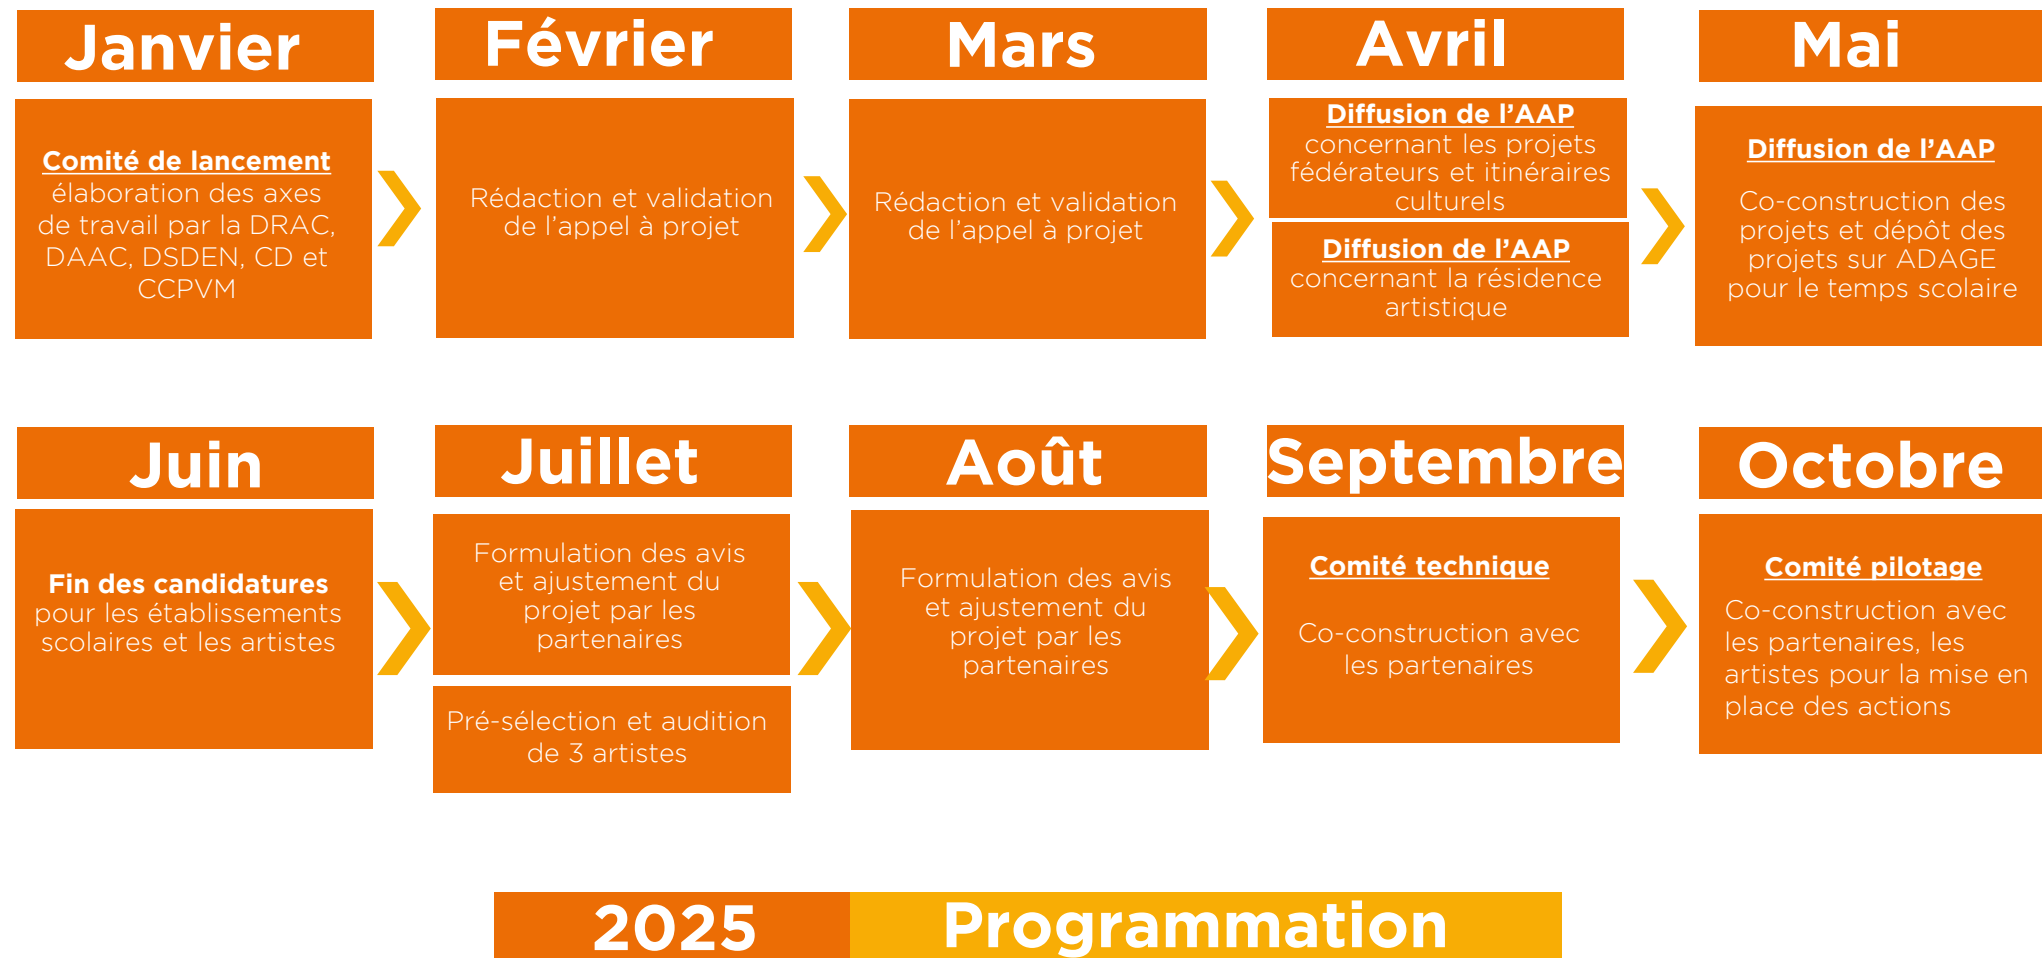 Janvier
Comité de lancement
élaboration des axes
de travail par la DRAC,
DAAC, DSDEN, CD et
CCPVM
Février
Rédaction et validation
de l’appel à projet
Mars
Rédaction et validation
de l’appel à projet
Avril
Diffusion de l’AAP
concernant les projets
fédérateurs et itinéraires
culturels
Diffusion de l’AAP
concernant la résidence
artistique
Mai
Diffusion de l’AAP
Co-construction des
projets et dépôt des
projets sur ADAGE
pour le temps scolaire
Juin
Fin des candidatures
pour les établissements
scolaires et les artistes
Juillet
Formulation des avis
et ajustement du
projet par les
partenaires
Pré-sélection et audition
de 3 artistes
Août
Formulation des avis
et ajustement du
projet par les
partenaires
Septembre
Comité technique
Co-construction avec
les partenaires
Octobre
Comité pilotage
Co-construction avec
les partenaires, les
artistes pour la mise en
place des actions
2025 Programmation